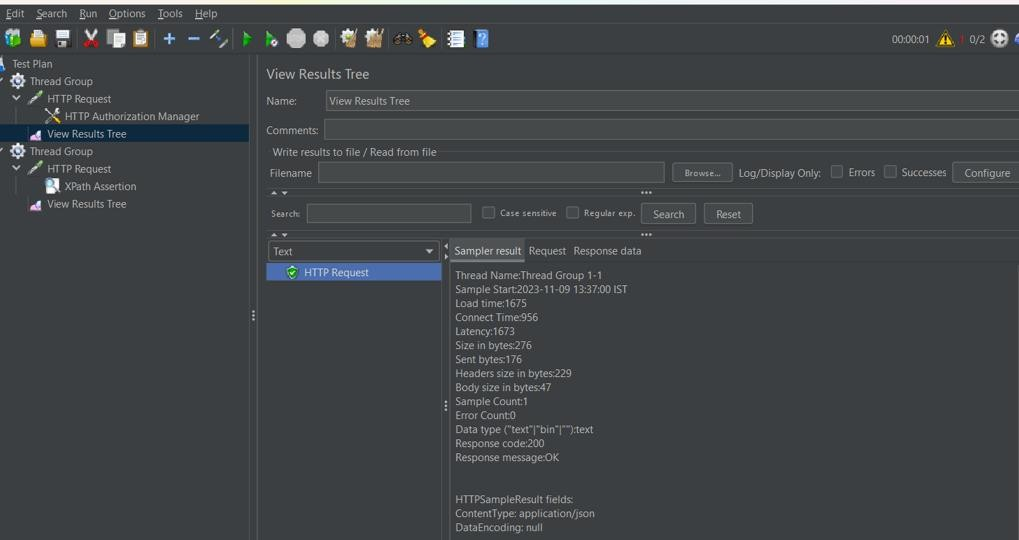 Edit Search Run Options Tools Help
00:00:01 1 0/2
Test Plan
Thread Group
HTTP Request
HTTP Authorization Manager
View Results Tree
Thread Group
HTTP Request
XPath Assertion
View Results Tree
View Results Tree
Name: View Results Tree
Comments:
Write results to file / Read from file
Filename Browse... Log/Display Only: Errors Successes Configure
Search: Case sensitive Regular exp. Search Reset
Text
HTTP Request
Sampler result Request Response data
Thread Name:Thread Group 1-1
Sample Start:2023-11-09 13:37:00 IST
Load time:1675
Connect Time:956
Latency:1673
Size in bytes:276
Sent bytes:176
Headers size in bytes:229
Body size in bytes:47
Sample Count:1
Error Count:0
Data type ("text"|"bin"|""):text
Response code:200
Response message:OK
HTTPSampleResult fields:
ContentType: application/json
DataEncoding: null